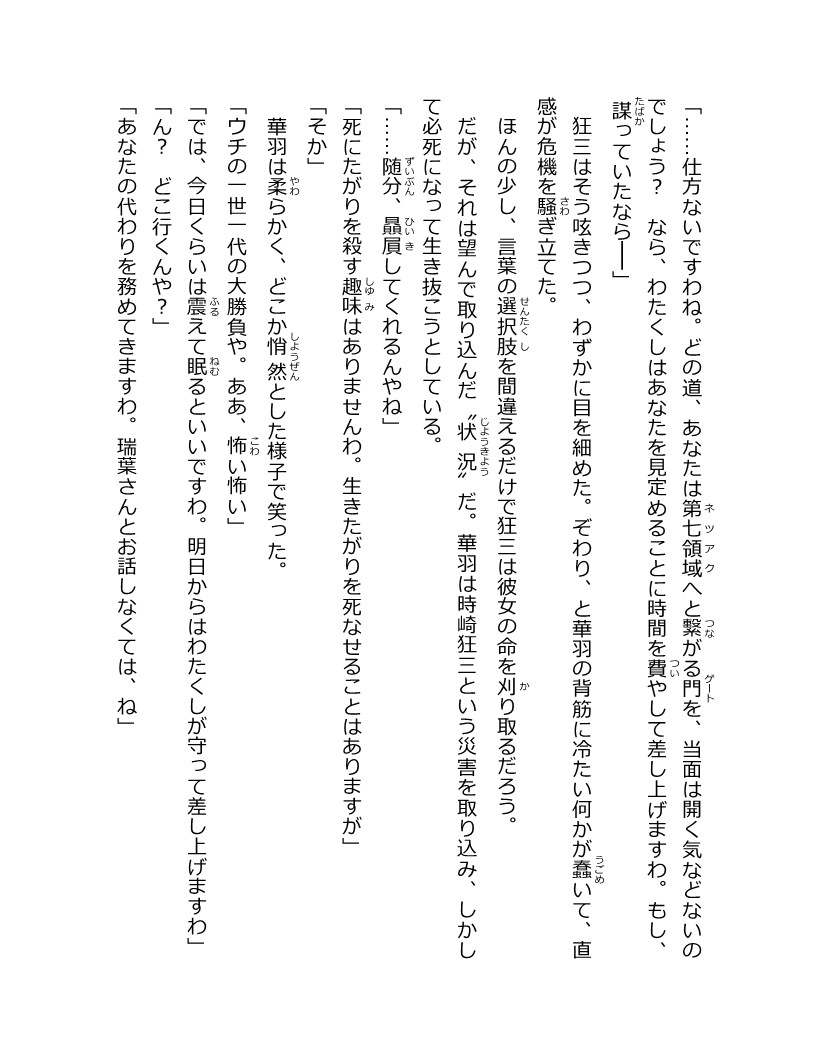 「……仕方ないですわね。どの道、あなたは第七領域へと繋がる門を、当面は開く気などないの
でしょう？　なら、わたくしはあなたを見定めることに時間を費やして差し上げますわ。もし、
謀っていたなら――」
　狂三はそう呟きつつ、わずかに目を細めた。ぞわり、と華羽の背筋に冷たい何かが蠢いて、直
感が危機を騒ぎ立てた。
　ほんの少し、言葉の選択肢を間違えるだけで狂三は彼女の命を刈り取るだろう。
　だが、それは望んで取り込んだ〝状況〟だ。華羽は時崎狂三という災害を取り込み、しかし
て必死になって生き抜こうとしている。
「……随分、贔屓してくれるんやね」
「死にたがりを殺す趣味はありませんわ。生きたがりを死なせることはありますが」
「そか」
　華羽は柔らかく、どこか悄然とした様子で笑った。
「ウチの一世一代の大勝負や。ああ、怖い怖い」
「では、今日くらいは震えて眠るといいですわ。明日からはわたくしが守って差し上げますわ」
「ん？　どこ行くんや？」
「あなたの代わりを務めてきますわ。瑞葉さんとお話しなくては、ね」